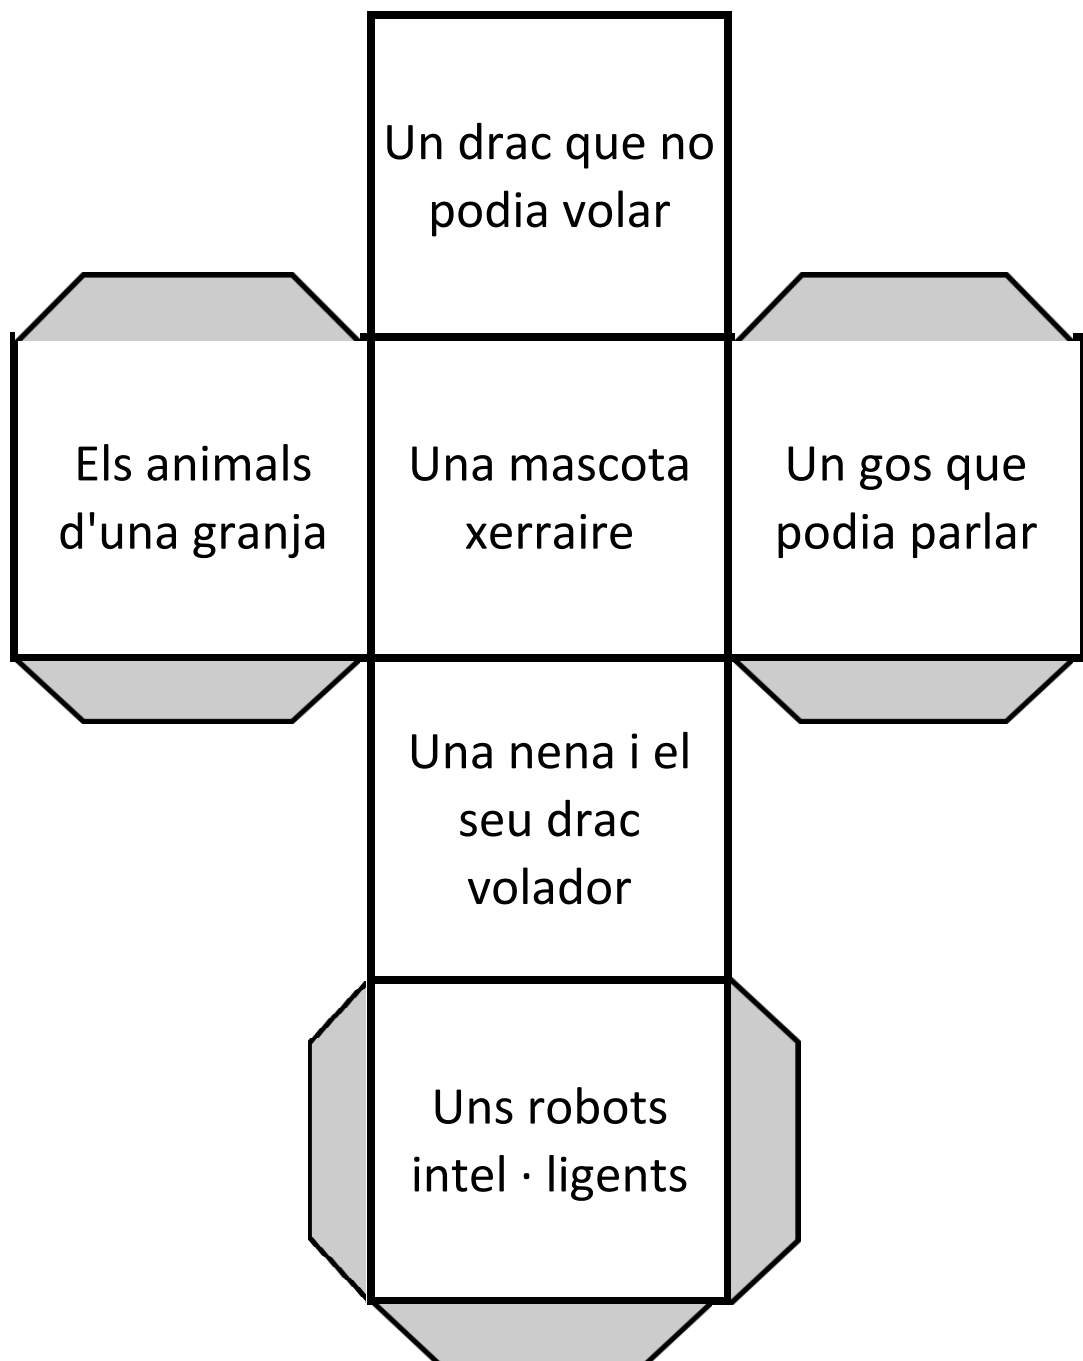 Un drac que no
podia volar
Els animals
d'una granja
Una mascota
xerraire
Un gos que
podia parlar
Una nena i el
seu drac
volador
Uns robots
intel · ligents